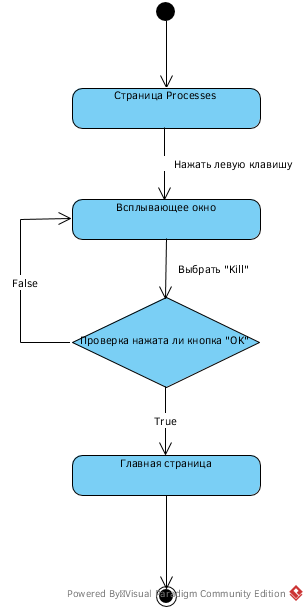 Страница Processes
Нажать левую клавишу
Всплывающее окно
Выбрать "Kill"
False
Проверка нажата ли кнопка "OK"
True
Главная страница
Powered By Visual Paradigm Community Edition